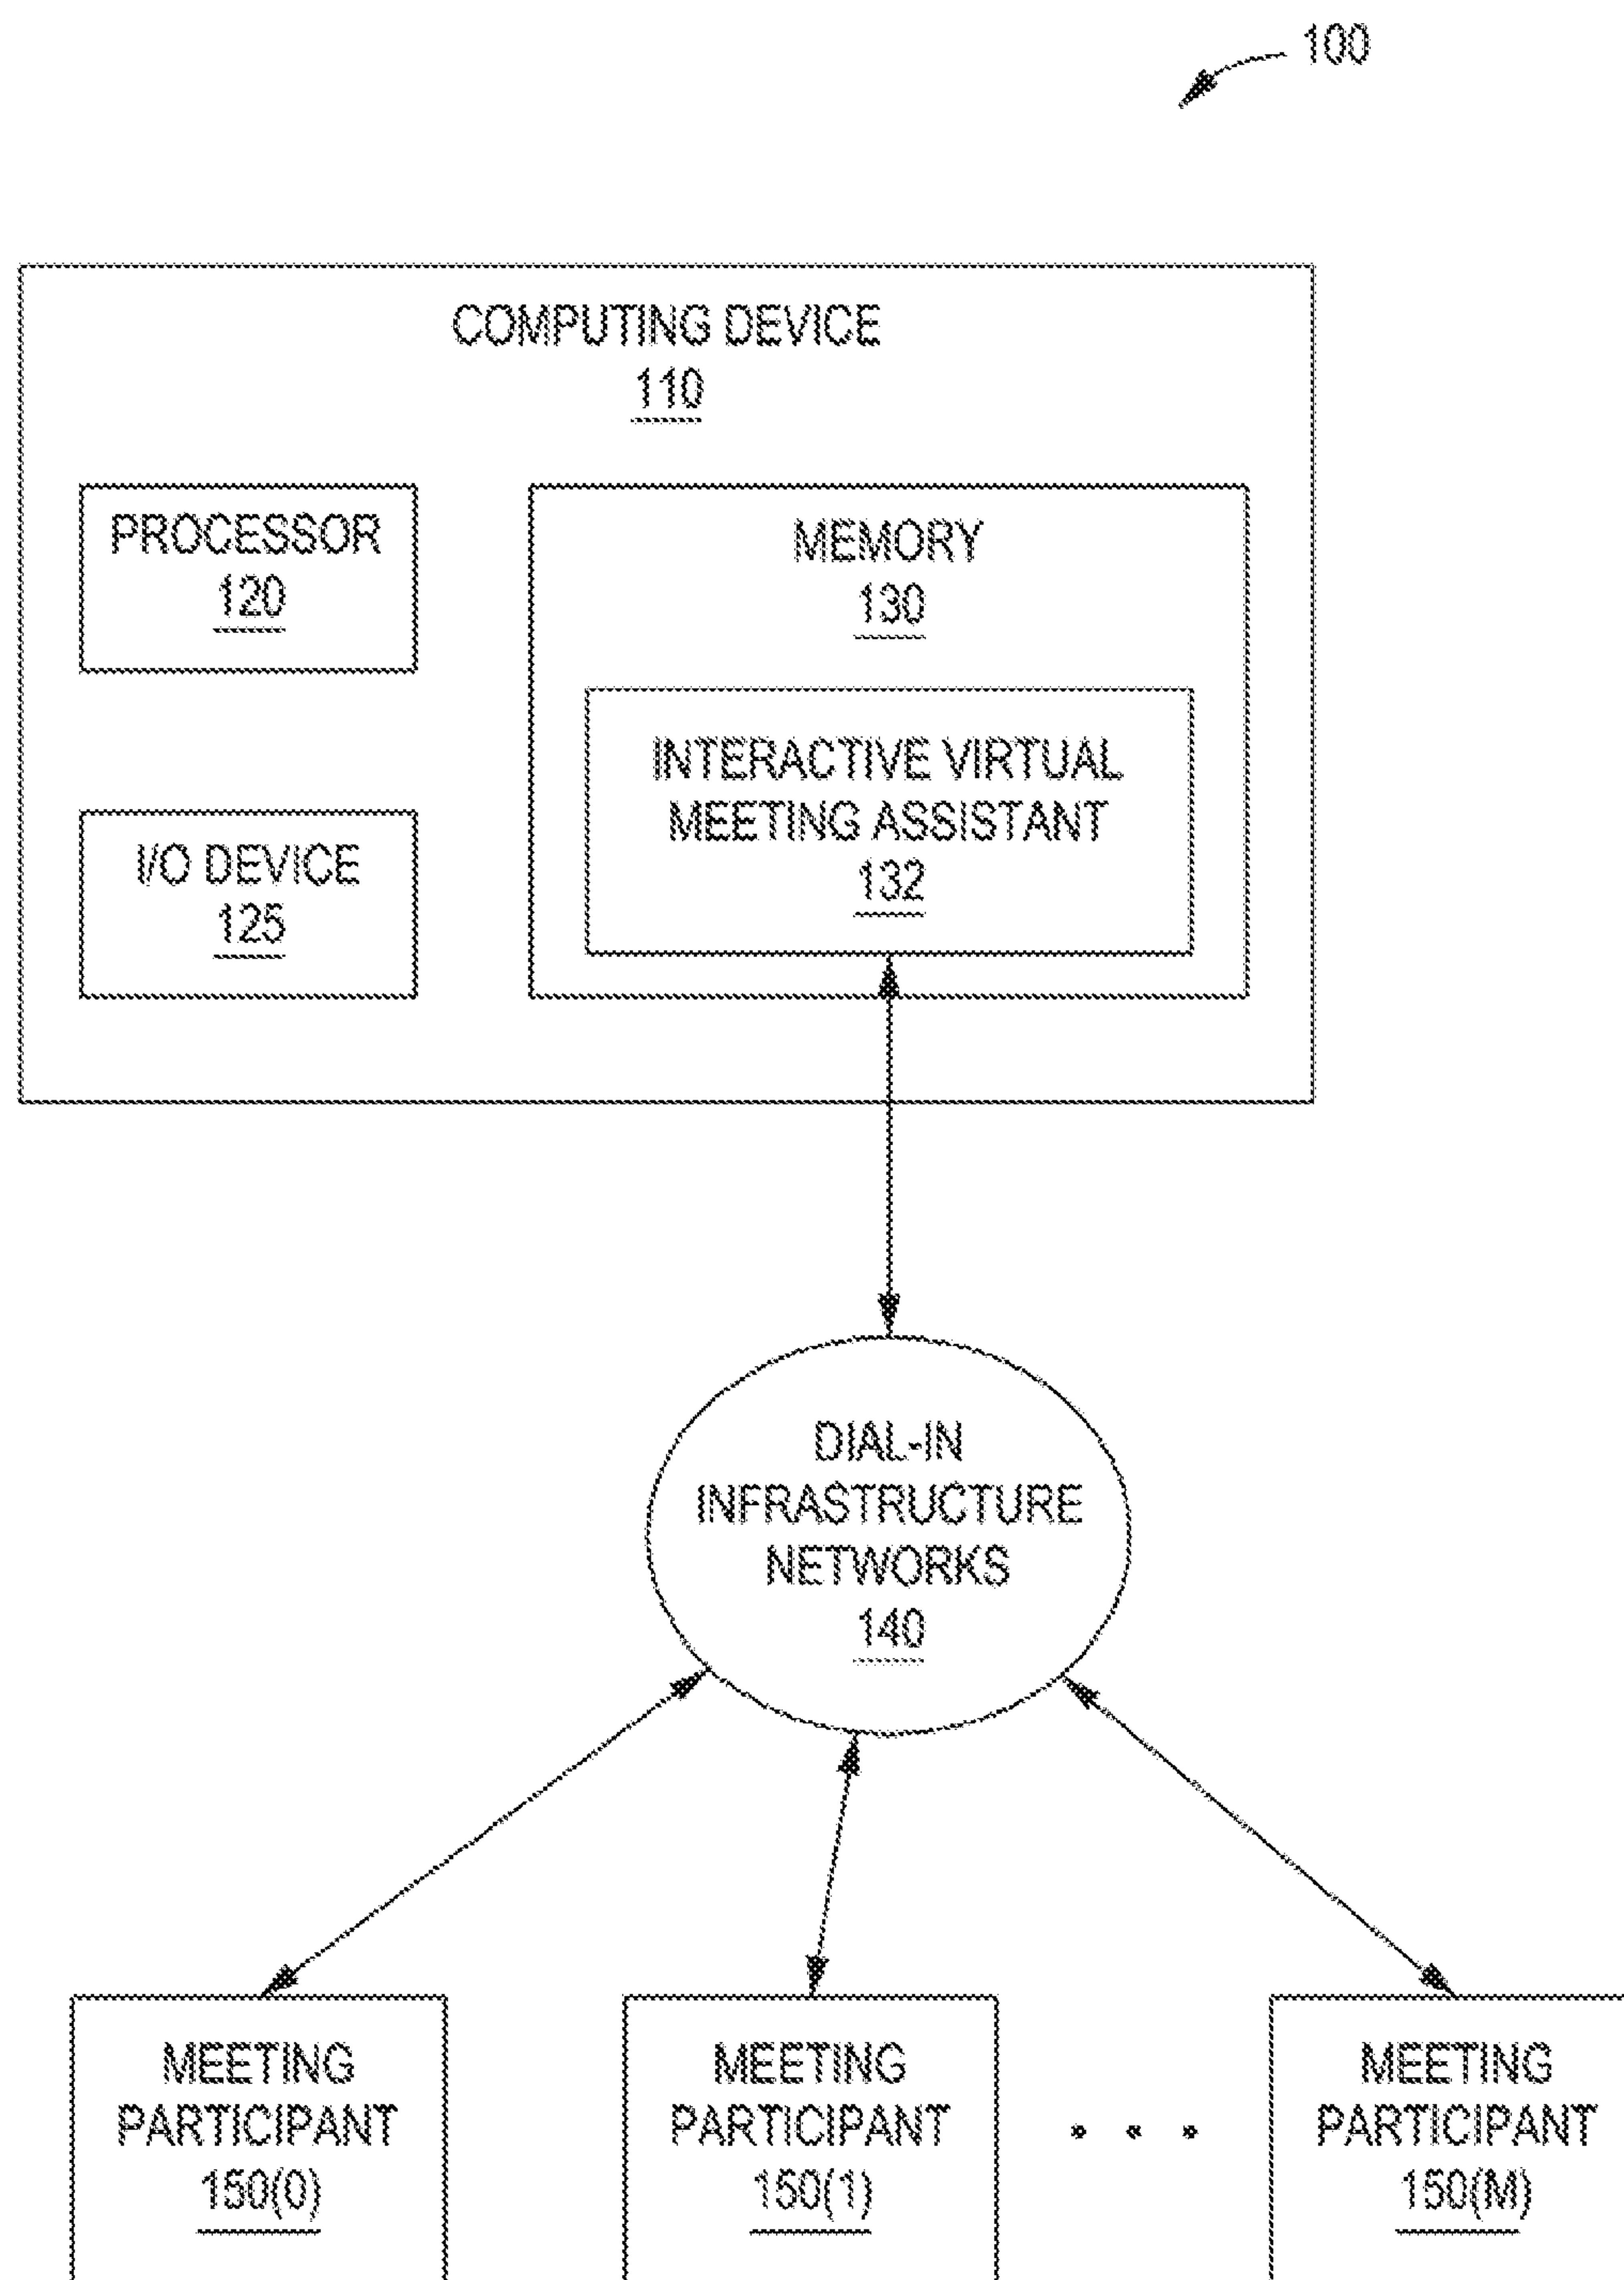 100
COMPUTING DEVICE
110
PROCESSOR
120
MEMORY
130
INTERACTIVE VIRTUAL
MEETING ASSISTANT
132
I/O DEVICE
125
DIAL-IN
INFRASTRUCTURE
NETWORKS
140
MEETING
PARTICIPANT
150(0)
MEETING
PARTICIPANT
150(1)
. . .
MEETING
PARTICIPANT
150(M)